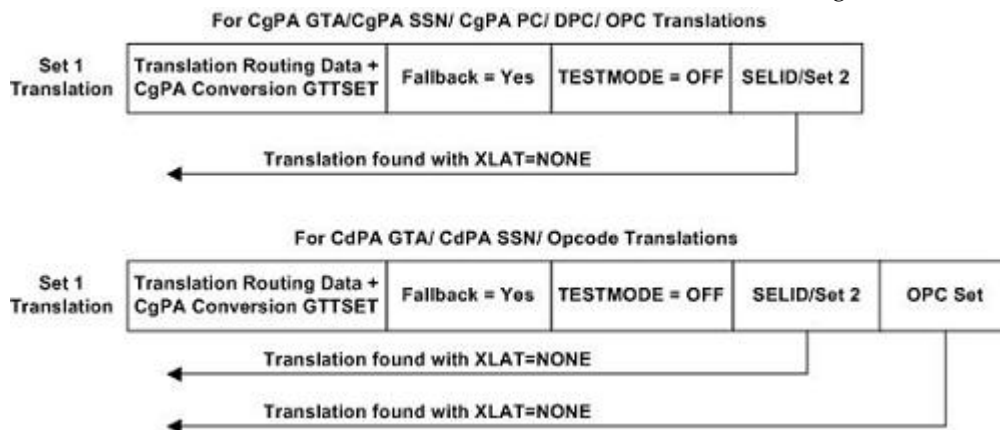 For CgPA GTA/CgPA SSN/ CgPA PC/ DPC/ OPC Translations
Set 1
Translation
Translation Routing Data +
CgPA Conversion GTTSET
Fallback = Yes
TESTMODE = OFF
SELID/Set 2
Translation found with XLAT=NONE
For CdPA GTA/ CdPA SSN/ Opcode Translations
Set 1
Translation
Translation Routing Data +
CgPA Conversion GTTSET
Fallback = Yes
TESTMODE = OFF
SELID/Set 2
OPC Set
Translation found with XLAT=NONE
Translation found with XLAT=NONE